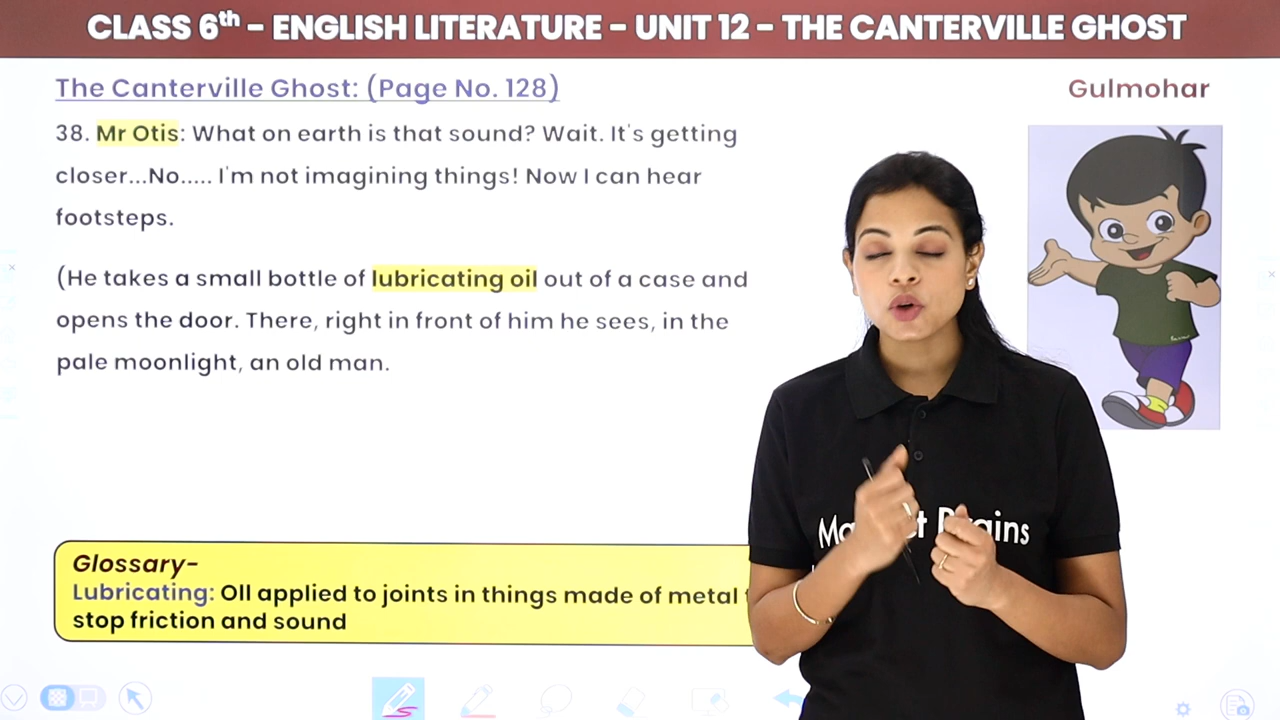 CLASS 6th – ENGLISH LITERATURE – UNIT 12 – THE CANTERVILLE GHOST
The Canterville Ghost: (Page No. 128)
Gulmohar
38. Mr Otis: What on earth is that sound? Wait. It's getting
closer...No..... I'm not imagining things! Now I can hear
footsteps.
(He takes a small bottle of lubricating oil out of a case and
opens the door. There, right in front of him he sees, in the
pale moonlight, an old man.
Glossary-
Lubricating: Oll applied to joints in things made of metal
stop friction and sound